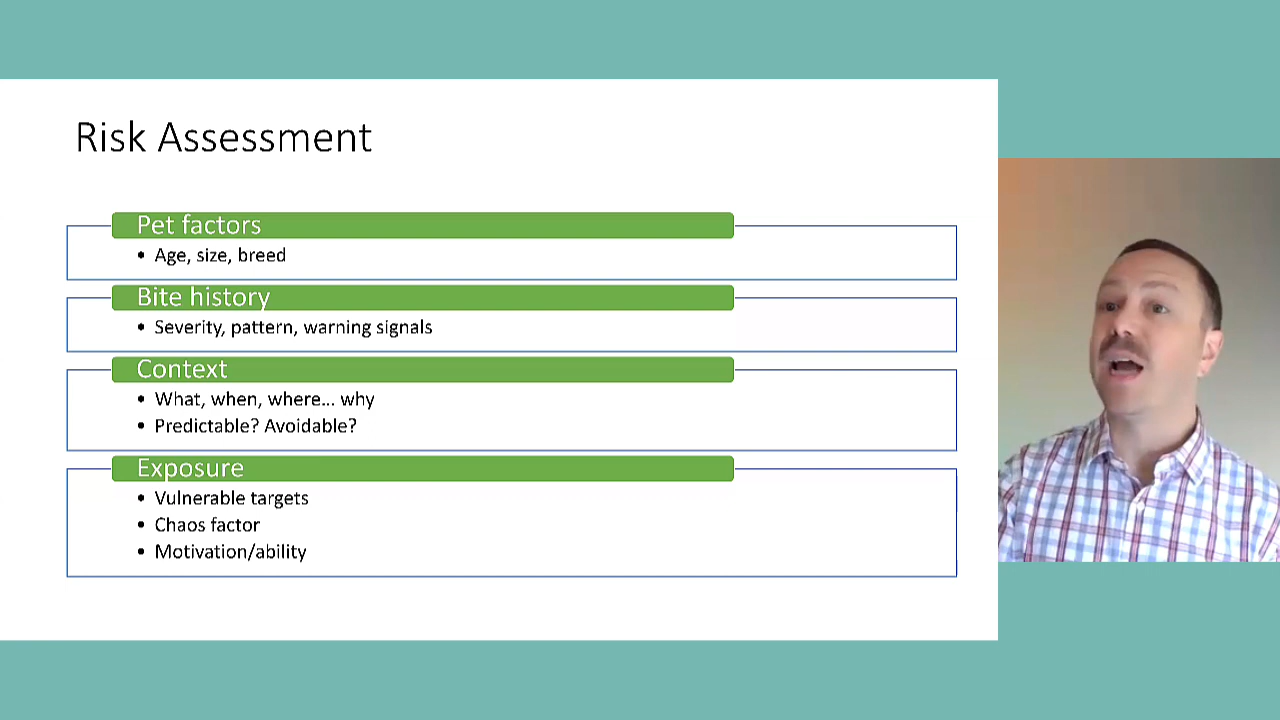 Risk Assessment
Pet factors
• Age, size, breed
Bite history
• Severity, pattern, warning signals
Context
• What, when, where... why
• Predictable? Avoidable?
Exposure
• Vulnerable targets
• Chaos factor
• Motivation/ability